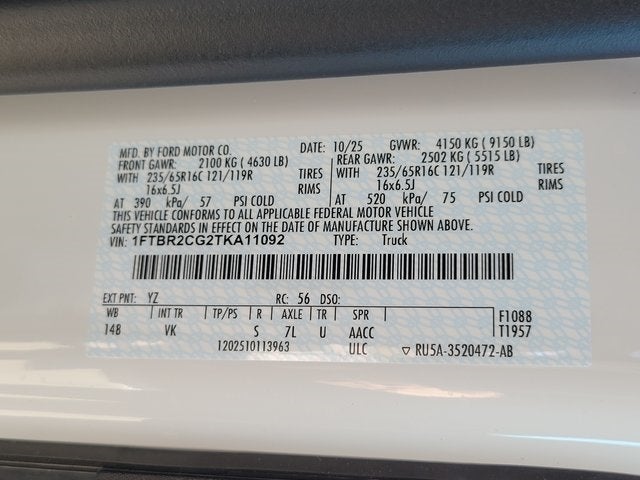 MFD. BY FORD MOTOR CO. DATE: 10/25 GVWR: 4150 KG ( 9150 LB)
FRONT GAWR: 2100 KG ( 4630 LB) REAR GAWR: 2502 KG ( 5515 LB)
WITH 235/65R16C 121/119R TIRES WITH 235/65R16C 121/119R TIRES
16x6.5J RIMS 16x6.5J RIMS
AT 390 kPa/ 57 PSI COLD AT 520 kPa/ 75 PSI COLD
THIS VEHICLE CONFORMS TO ALL APPLICABLE FEDERAL MOTOR VEHICLE
SAFETY STANDARDS IN EFFECT ON THE DATE OF MANUFACTURE SHOWN ABOVE.
VIN: 1FTBR2CG2TKA11092 TYPE: Truck
EXT PNT: YZ RC: 56 DSO:
WB INT TR TP/PS R AXLE TR SPR F1088
148 VK S 7L U AACC T1957
1202510113963 ULC ▽ RU5A-3520472-AB